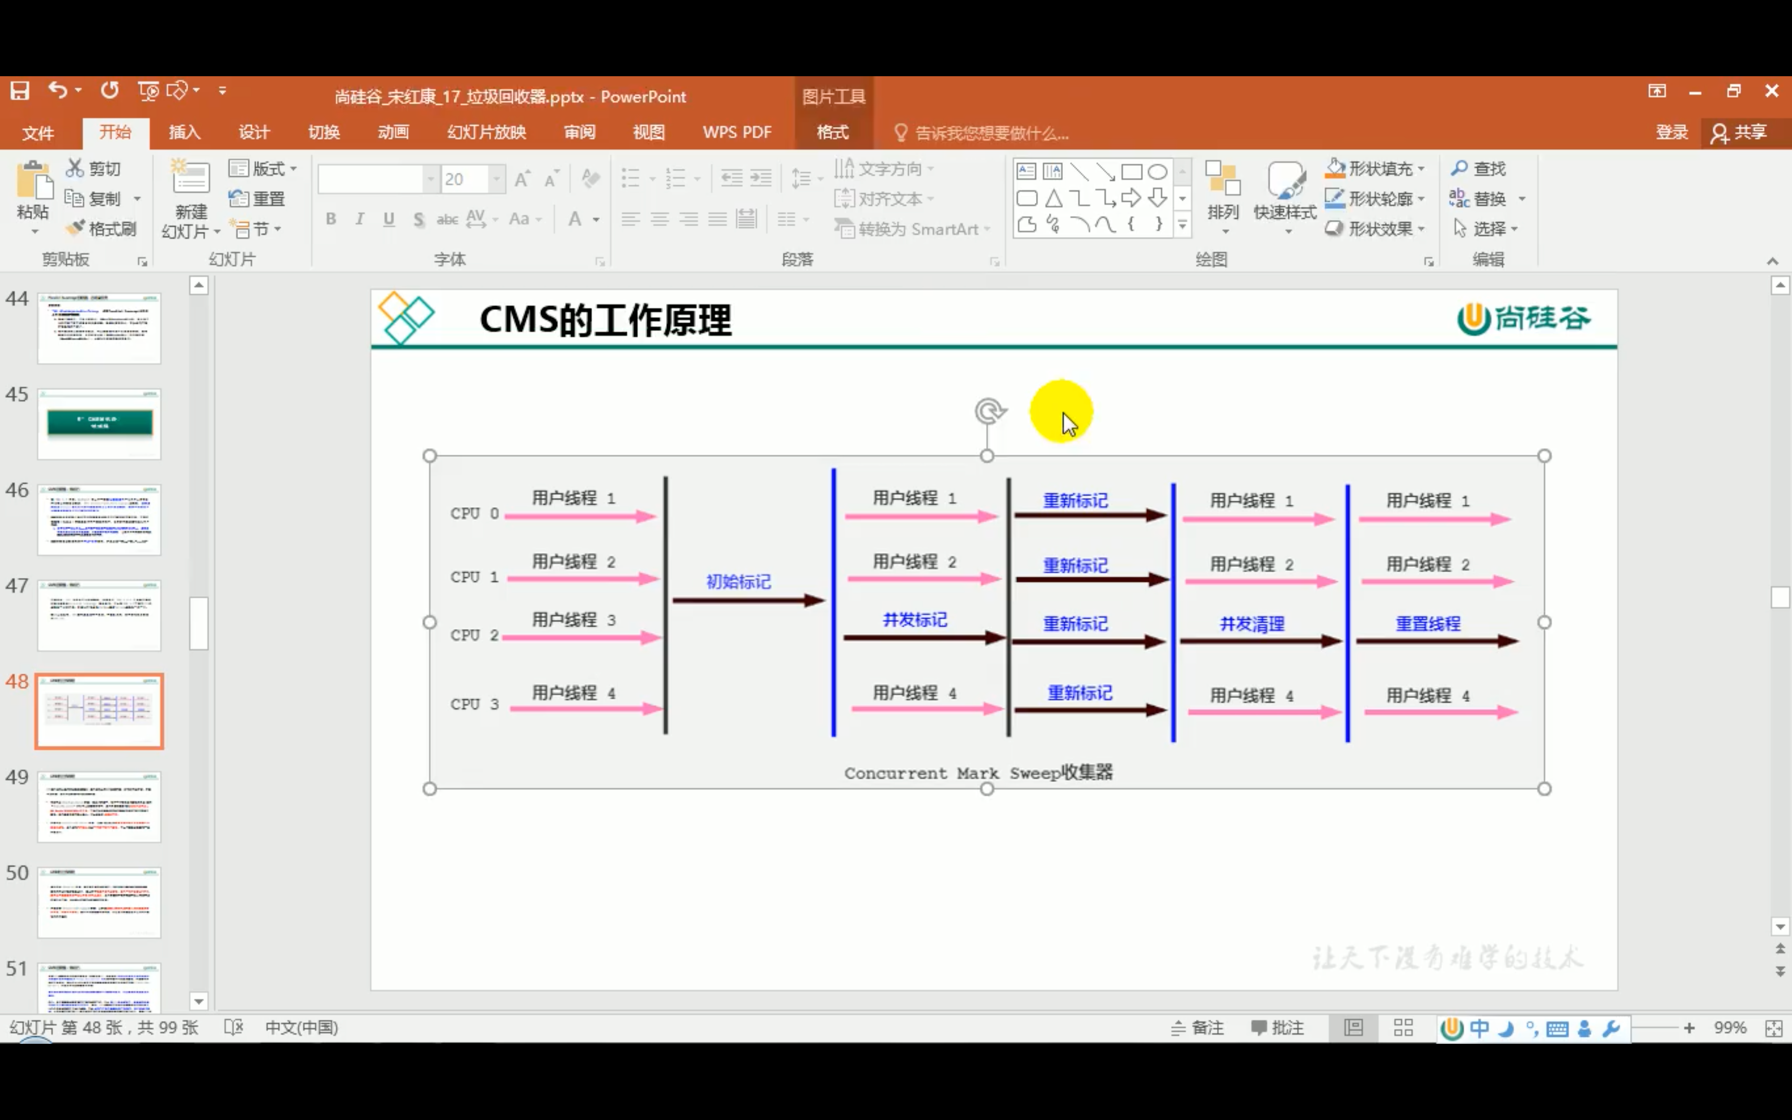 尚硅谷_宋红康_17_垃圾回收器.pptx - PowerPoint
图片工具
文件 开始 插入 设计 切换 动画 幻灯片放映 审阅 视图 WPS PDF 格式 告诉我您想要做什么... 登录 共享
粘贴 剪切 复制 格式刷
剪贴板
新建
幻灯片
版式 重置 节
幻灯片
20
B I U S abc AV Aa A
字体
文字方向
对齐文本
转换为 SmartArt
段落
排列 快速样式
形状填充
形状轮廓
形状效果
绘图
查找
替换
选择
编辑
44
45
46
47
48
49
50
51
CMS的工作原理
尚硅谷
CPU 0 用户线程 1 用户线程 1 重新标记 用户线程 1 用户线程 1
CPU 1 用户线程 2 初始标记 用户线程 2 重新标记 用户线程 2 用户线程 2
CPU 2 用户线程 3 并发标记 重新标记 并发清理 重置线程
CPU 3 用户线程 4 用户线程 4 重新标记 用户线程 4 用户线程 4
Concurrent Mark Sweep收集器
让天下没有难学的技术
幻灯片 第 48 张，共 99 张 中文(中国) 备注 批注 中 99%